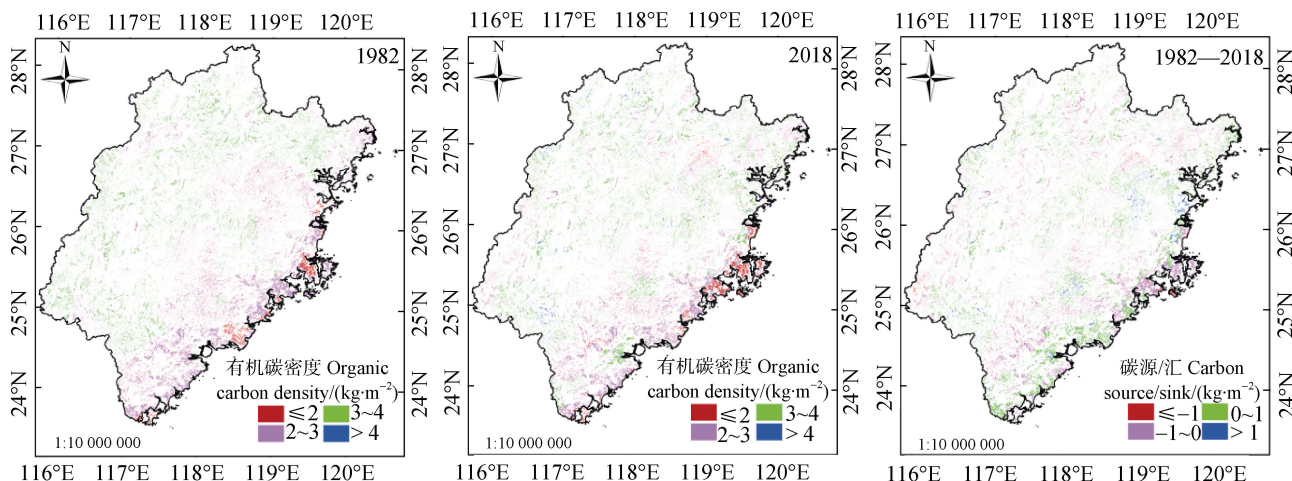 116°E 117°E 118°E 119°E 120°E
N
1982
28°N 27°N 26°N 25°N 24°N
28°N 27°N 26°N 25°N 24°N
有机碳密度 Organic
carbon density/(kg·m⁻²)
≤2 3~4
2~3 >4
1:10 000 000
116°E 117°E 118°E 119°E 120°E
116°E 117°E 118°E 119°E 120°E
N
2018
28°N 27°N 26°N 25°N 24°N
28°N 27°N 26°N 25°N 24°N
有机碳密度 Organic
carbon density/(kg·m⁻²)
≤2 3~4
2~3 >4
1:10 000 000
116°E 117°E 118°E 119°E 120°E
116°E 117°E 118°E 119°E 120°E
N
1982—2018
28°N 27°N 26°N 25°N 24°N
28°N 27°N 26°N 25°N 24°N
碳源/汇 Carbon
source/sink/(kg·m⁻²)
≤−1 0~1
−1~0 >1
1:10 000 000
116°E 117°E 118°E 119°E 120°E